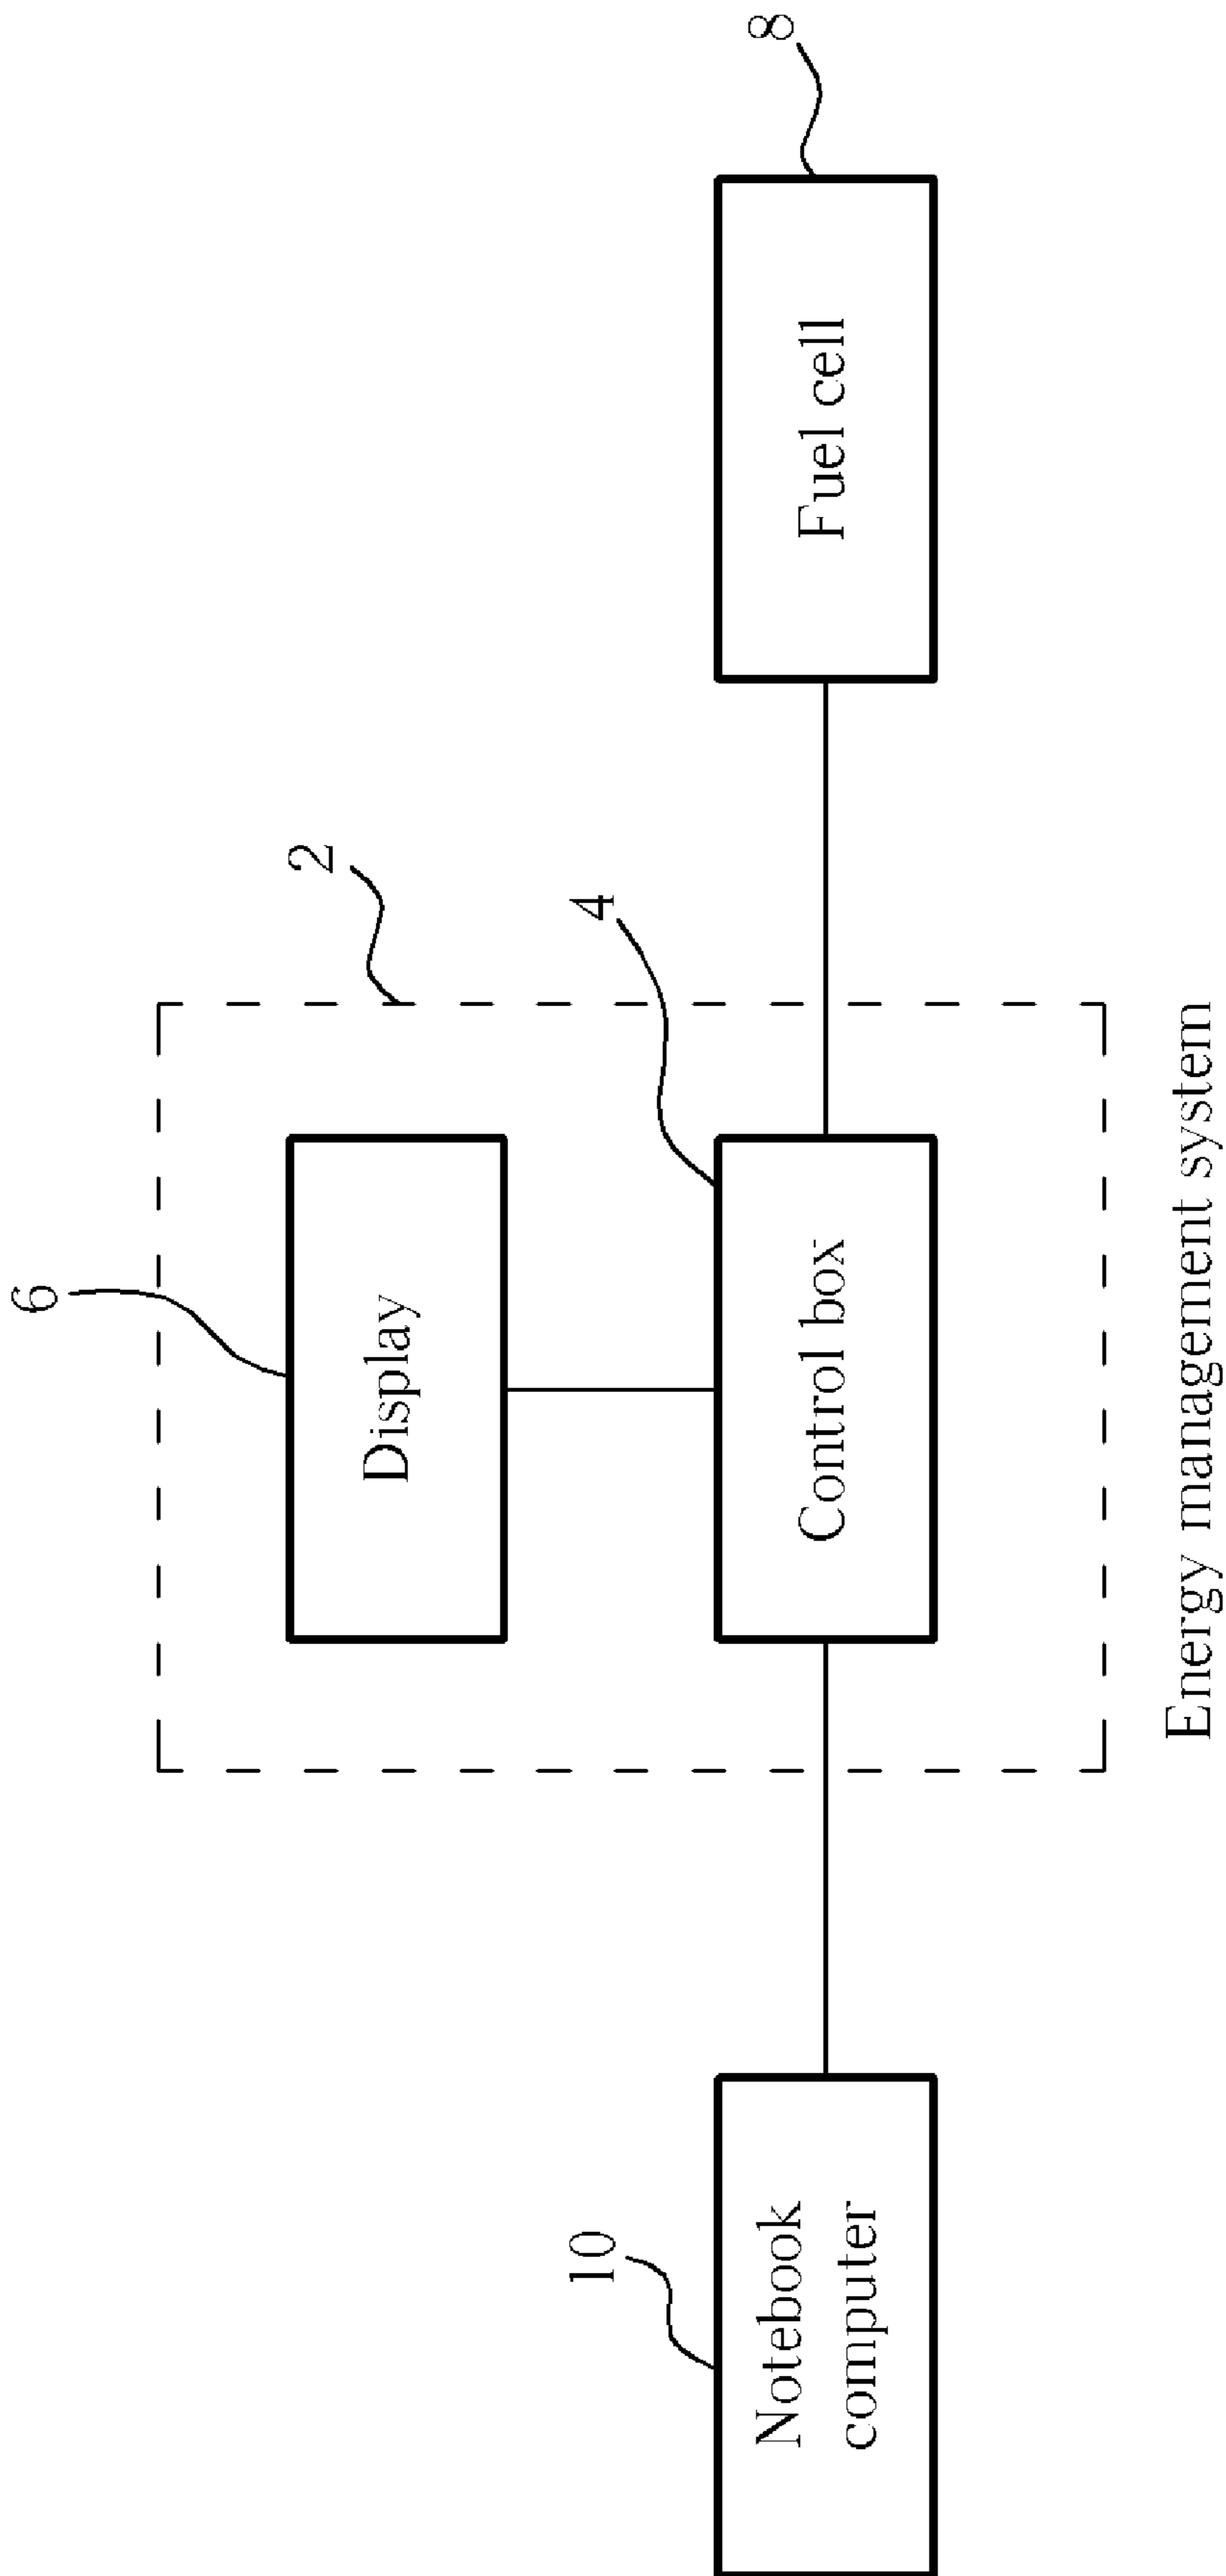 6
2
Display
4
8
10
Notebook
computer
Control box
Fuel cell
Energy management system